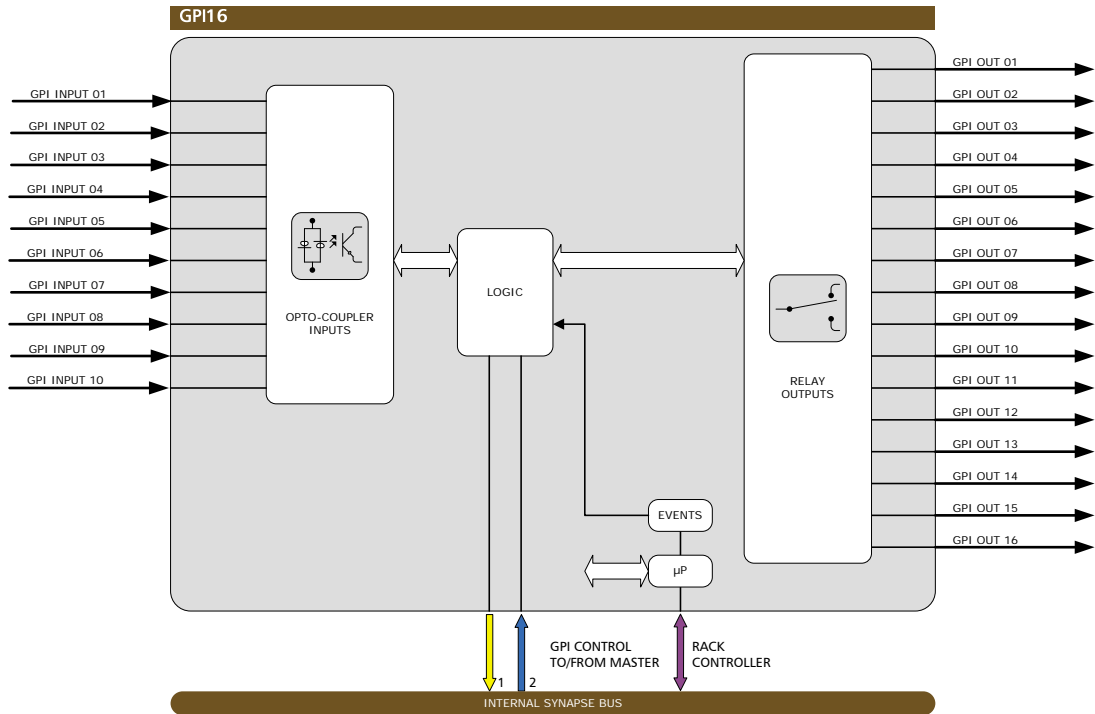 GPI16
GPI INPUT 01
GPI INPUT 02
GPI INPUT 03
GPI INPUT 04
GPI INPUT 05
GPI INPUT 06
GPI INPUT 07
GPI INPUT 08
GPI INPUT 09
GPI INPUT 10
OPTO-COUPLER
INPUTS
LOGIC
RELAY
OUTPUTS
GPI OUT 01
GPI OUT 02
GPI OUT 03
GPI OUT 04
GPI OUT 05
GPI OUT 06
GPI OUT 07
GPI OUT 08
GPI OUT 09
GPI OUT 10
GPI OUT 11
GPI OUT 12
GPI OUT 13
GPI OUT 14
GPI OUT 15
GPI OUT 16
EVENTS
µP
1
2
GPI CONTROL
TO/FROM MASTER
RACK
CONTROLLER
INTERNAL SYNAPSE BUS